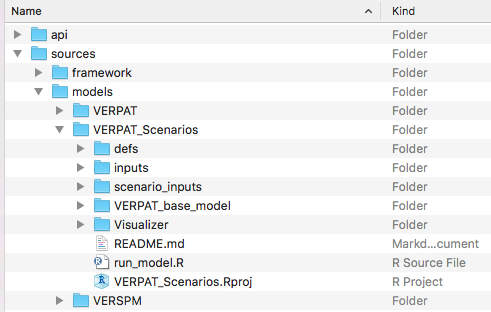 Name Kind
api Folder
sources Folder
framework Folder
models Folder
VERPAT Folder
VERPAT_Scenarios Folder
defs Folder
inputs Folder
scenario_inputs Folder
VERPAT_base_model Folder
Visualizer Folder
README.md Markd...cument
run_model.R R Source File
VERPAT_Scenarios.Rproj R Project
VERSPM Folder